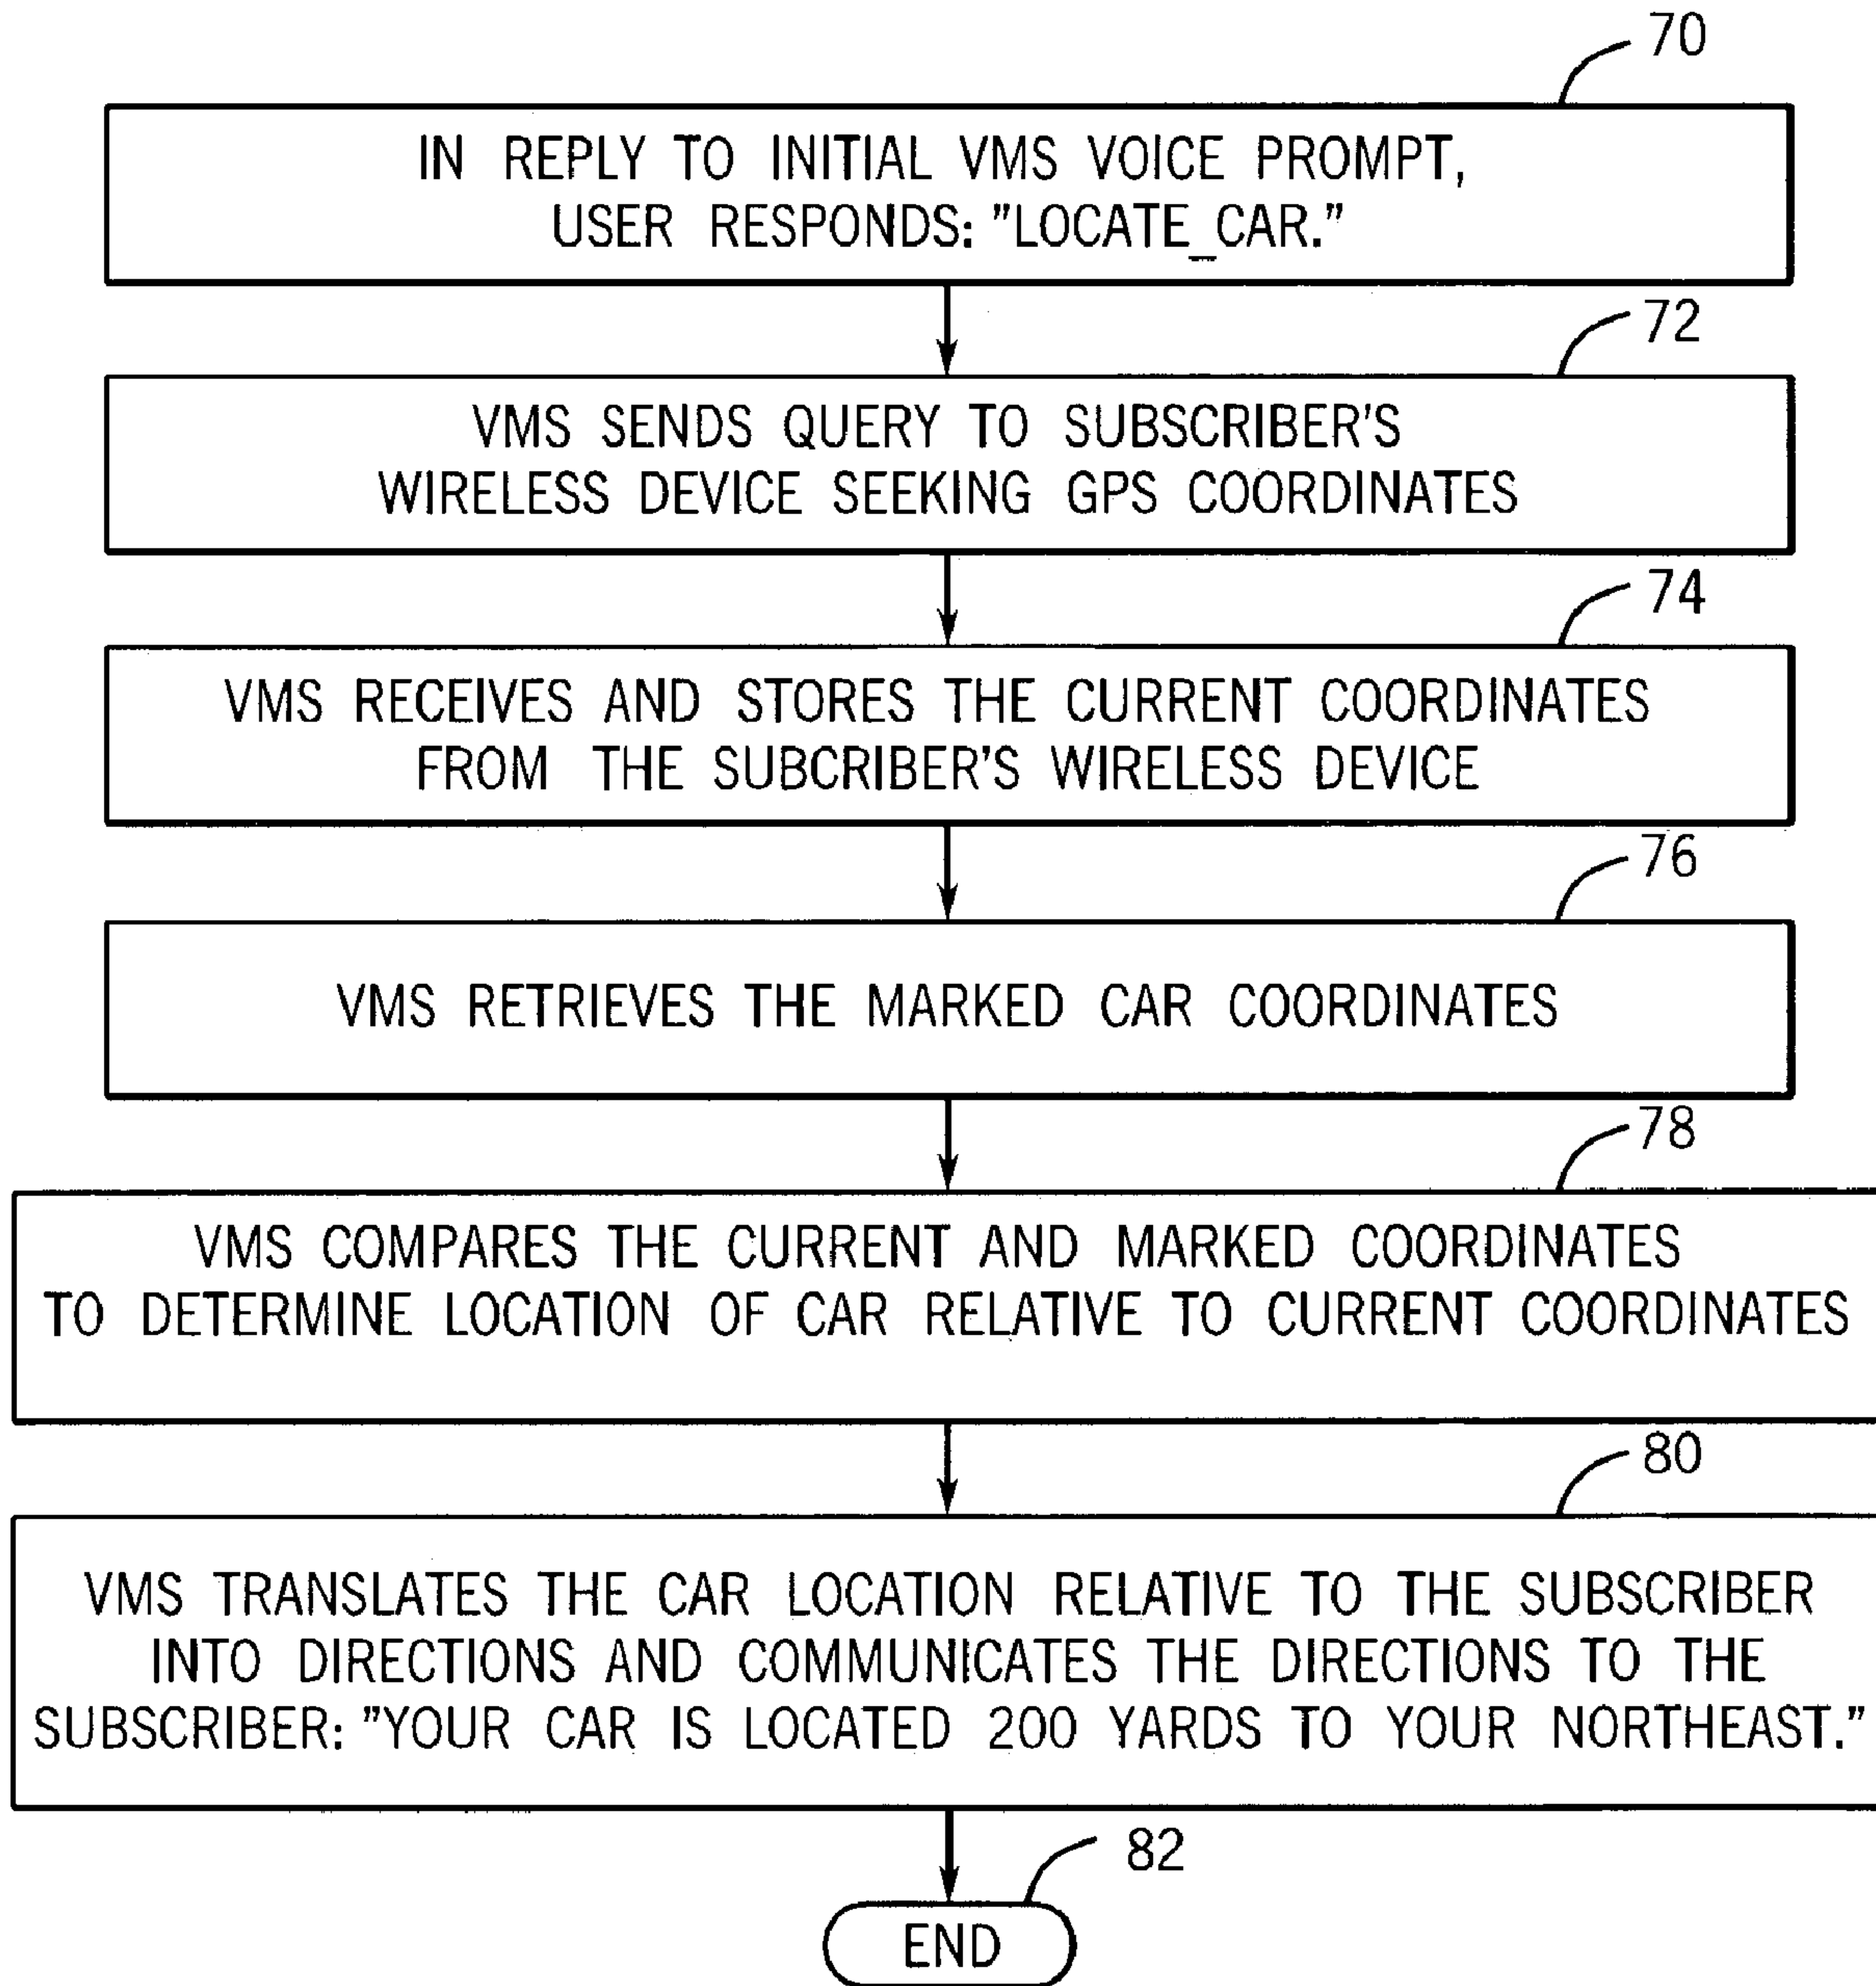 70
IN REPLY TO INITIAL VMS VOICE PROMPT,
USER RESPONDS: "LOCATE_CAR."
72
VMS SENDS QUERY TO SUBSCRIBER'S
WIRELESS DEVICE SEEKING GPS COORDINATES
74
VMS RECEIVES AND STORES THE CURRENT COORDINATES
FROM THE SUBCRIBER'S WIRELESS DEVICE
76
VMS RETRIEVES THE MARKED CAR COORDINATES
78
VMS COMPARES THE CURRENT AND MARKED COORDINATES
TO DETERMINE LOCATION OF CAR RELATIVE TO CURRENT COORDINATES
80
VMS TRANSLATES THE CAR LOCATION RELATIVE TO THE SUBSCRIBER
INTO DIRECTIONS AND COMMUNICATES THE DIRECTIONS TO THE
SUBSCRIBER: "YOUR CAR IS LOCATED 200 YARDS TO YOUR NORTHEAST."
82
END